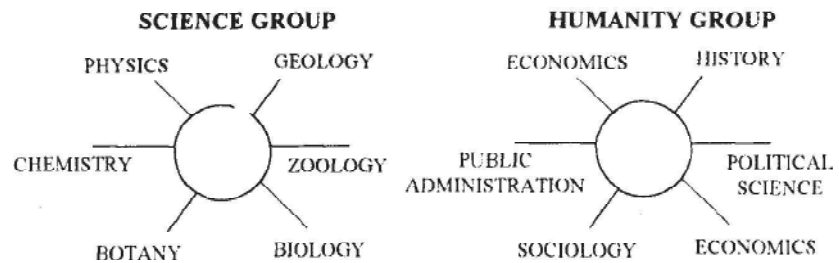 SCIENCE GROUP
HUMANITY GROUP
PHYSICS
GEOLOGY
CHEMISTRY
ZOOLOGY
BOTANY
BIOLOGY
ECONOMICS
HISTORY
PUBLIC
ADMINISTRATION
POLITICAL
SCIENCE
SOCIOLOGY
ECONOMICS